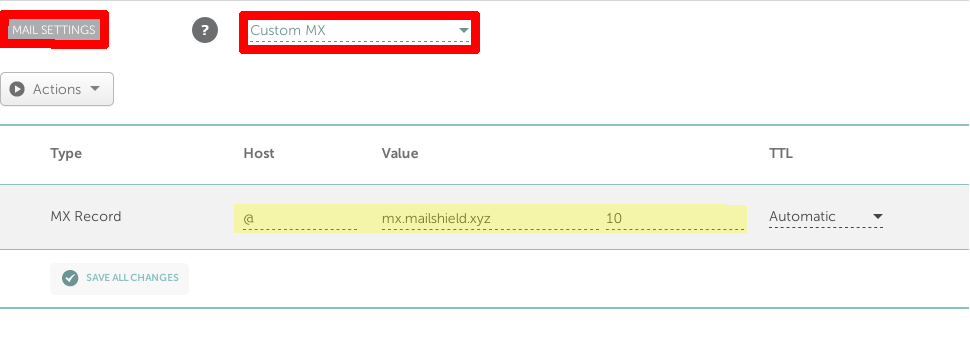 MAIL SETTINGS ? Custom MX
Actions
Type Host Value TTL
MX Record @ mx.mailshield.xyz 10 Automatic
SAVE ALL CHANGES